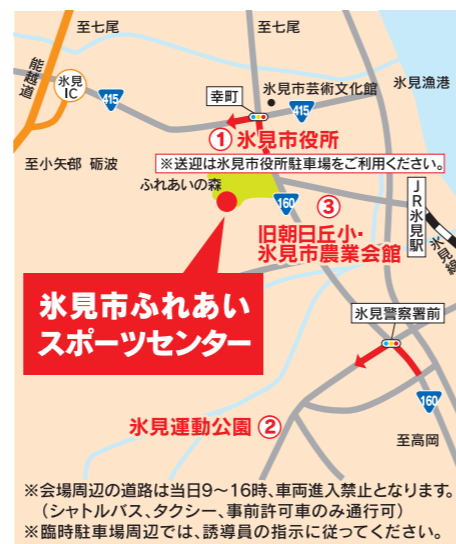 至七尾
至七尾
能越道
氷見
IC
415
幸町
氷見市芸術文化館
415
氷見漁港
①氷見市役所
至小矢部 砺波
※送迎は氷見市役所駐車場をご利用ください。
ふれあいの森
160
③
旧朝日丘小・
氷見市農業会館
JR氷見駅
氷見線
氷見市ふれあい
スポーツセンター
氷見警察署前
160
氷見運動公園②
至高岡
※会場周辺の道路は当日9〜16時、車両進入禁止となります。
（シャトルバス、タクシー、事前許可車のみ通行可）
※臨時駐車場周辺では、誘導員の指示に従ってください。